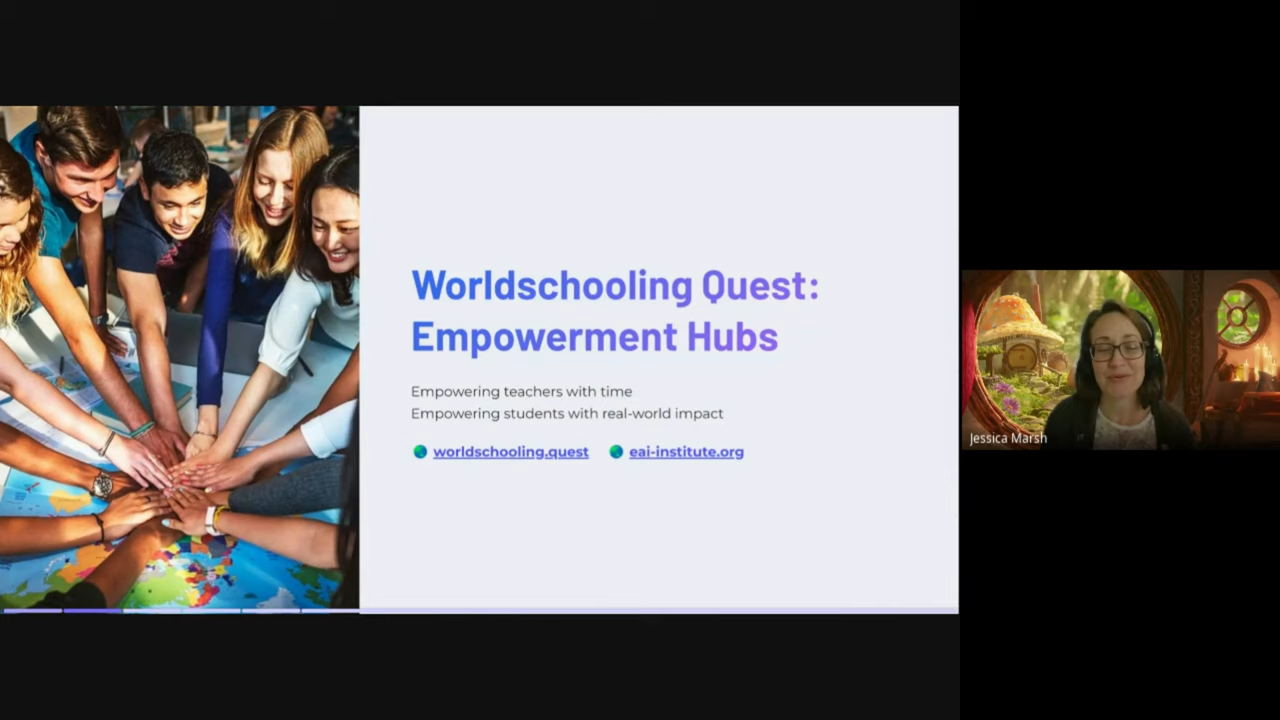 Worldschooling Quest:
Empowerment Hubs
Empowering teachers with time
Empowering students with real-world impact
worldschooling.quest eai-institute.org
Jessica Marsh